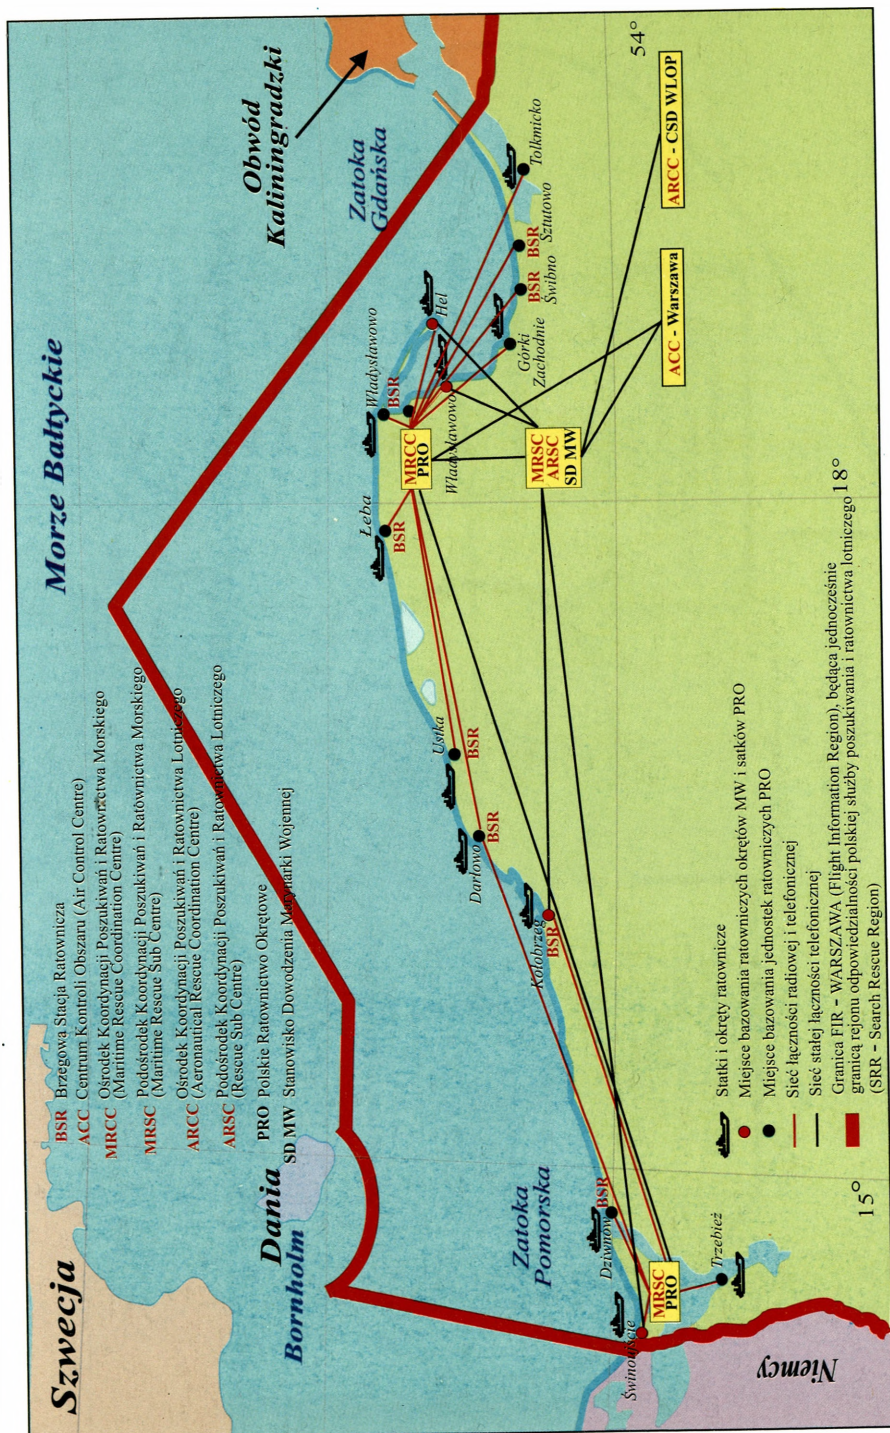 Szwecja
Morze Bałtyckie
Obwód
Kaliningradzki
BSR Brzegowa Stacja Ratownicza
ACC Centrum Kontroli Obszaru (Air Control Centre)
MRCC Ośrodek Koordynacji Poszukiwań i Ratownictwa Morskiego
(Maritime Rescue Coordination Centre)
MRSC Podośrodek Koordynacji Poszukiwań i Ratównictwa Morskiego
(Maritime Rescue Sub Centre)
ARCC Ośrodek Koordynacji Poszukiwań i Ratownictwa Lotniczego
(Aeronautical Rescue Coordination Centre)
ARSC Podośrodek Koordynacji Poszukiwań i Ratownictwa Lotniczego
(Rescue Sub Centre)
PRO Polskie Ratownictwo Okrętowe
SD MW Stanowisko Dowodzenia Marynarki Wojennej
Dania
Bornholm
Zatoka
Gdańska
Zatoka
Pomorska
Łeba
BSR
Władysławowo
BSR
Hel
MRCC
PRO
Władysławowo
Ustka
BSR
Darłowo
BSR
Kołobrzeg
BSR
Górki
Zachodnie
BSR
Świbno
BSR
Sztutowo
Tolkmicko
MRSC
ARSC
SD MW
Dziwnów
BSR
Świnoujście
MRSC
PRO
Trzebież
Niemcy
54°
ACC - Warszawa
ARCC - CSD WLOP
Statki i okręty ratownicze
Miejsce bazowania ratowniczych okrętów MW i satków PRO
Miejsce bazowania jednostek ratowniczych PRO
Sieć łączności radiowej i telefonicznej
Sieć stałej łączności telefonicznej
Granica FIR – WARSZAWA (Flight Information Region), będąca jednocześnie
granicą rejonu odpowiedzialności polskiej służby poszukiwania i ratownictwa lotniczego
(SRR – Search Rescue Region)
15°
18°